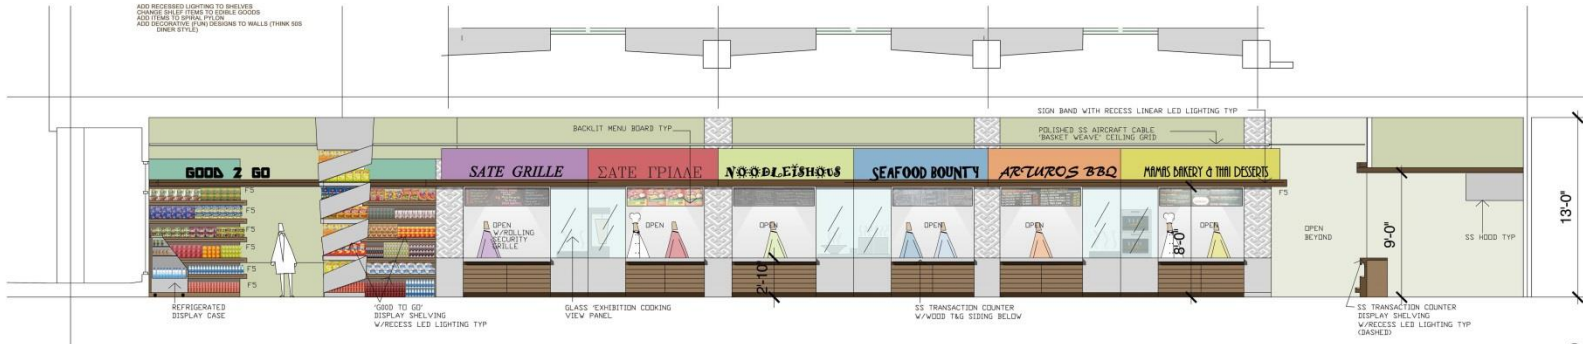 ADD RECESSED LIGHTING TO SHELVES
CHANGE SHLEF ITEMS TO EDIBLE GOODS
ADD ITEMS TO SPIRAL PYLON
ADD DECORATIVE (FUN) DESIGNS TO WALLS (THINK 50S
DINER STYLE)
SIGN BAND WITH RECESS LINEAR LED LIGHTING TYP
BACKLIT MENU BOARD TYP
POLISHED SS AIRCRAFT CABLE
'BASKET WEAVE' CEILING GRID
GOOD 2 GO
SATE GRILLE
ΣΑΤΕ ΓΡΙΛΛΕ
NOODLEÏSHOUS
SEAFOOD BOUNTY
ARTUROS BBQ
MAMAS BAKERY & THAI DESSERTS
F5
F5
F5
F5
F5
F5
OPEN
W/ROLLING
SECURITY
GRILLE
OPEN
OPEN
OPEN
OPEN
OPEN
OPEN
BEYOND
SS HOOD TYP
2'-10"
8'-0"
9'-0"
13'-0"
REFRIGERATED
DISPLAY CASE
'GOOD TO GO'
DISPLAY SHELVING
W/RECESS LED LIGHTING TYP
GLASS 'EXHIBITION COOKING
VIEW PANEL
SS TRANSACTION COUNTER
W/WOOD T&G SIDING BELOW
SS TRANSACTION COUNTER
DISPLAY SHELVING
W/RECESS LED LIGHTING TYP
(DASHED)